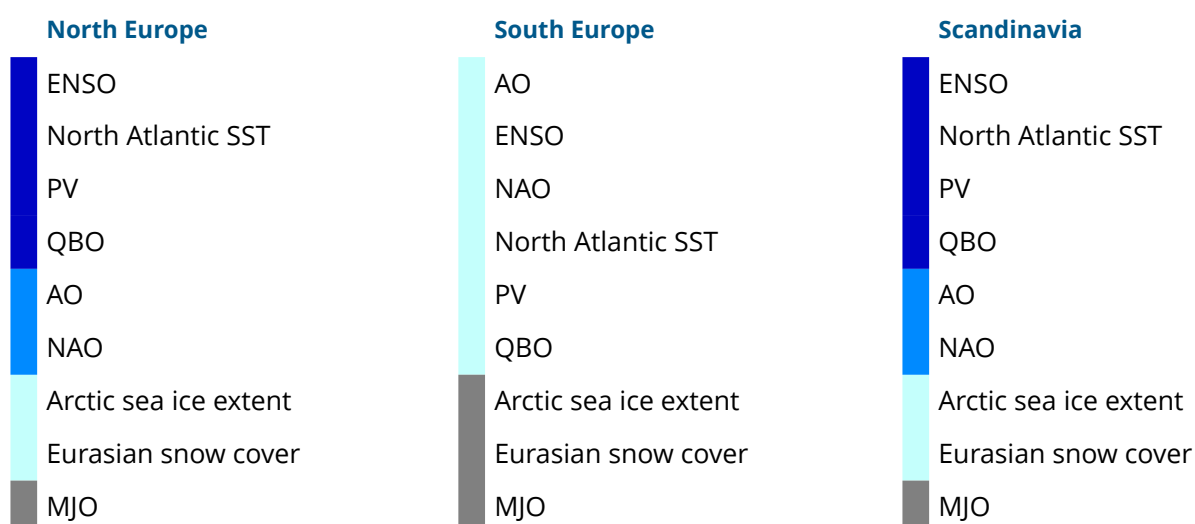 North Europe
ENSO
North Atlantic SST
PV
QBO
AO
NAO
Arctic sea ice extent
Eurasian snow cover
MJO
South Europe
AO
ENSO
NAO
North Atlantic SST
PV
QBO
Arctic sea ice extent
Eurasian snow cover
MJO
Scandinavia
ENSO
North Atlantic SST
PV
QBO
AO
NAO
Arctic sea ice extent
Eurasian snow cover
MJO